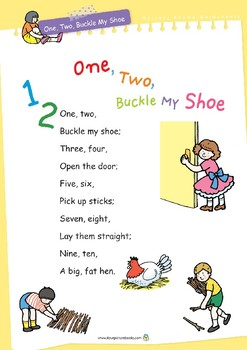 One, Two, Buckle My Shoe
One, Two,
Buckle My Shoe
1
2
One, two,
Buckle my shoe;
Three, four,
Open the door;
Five, six,
Pick up sticks;
Seven, eight,
Lay them straight;
Nine, ten,
A big, fat hen.